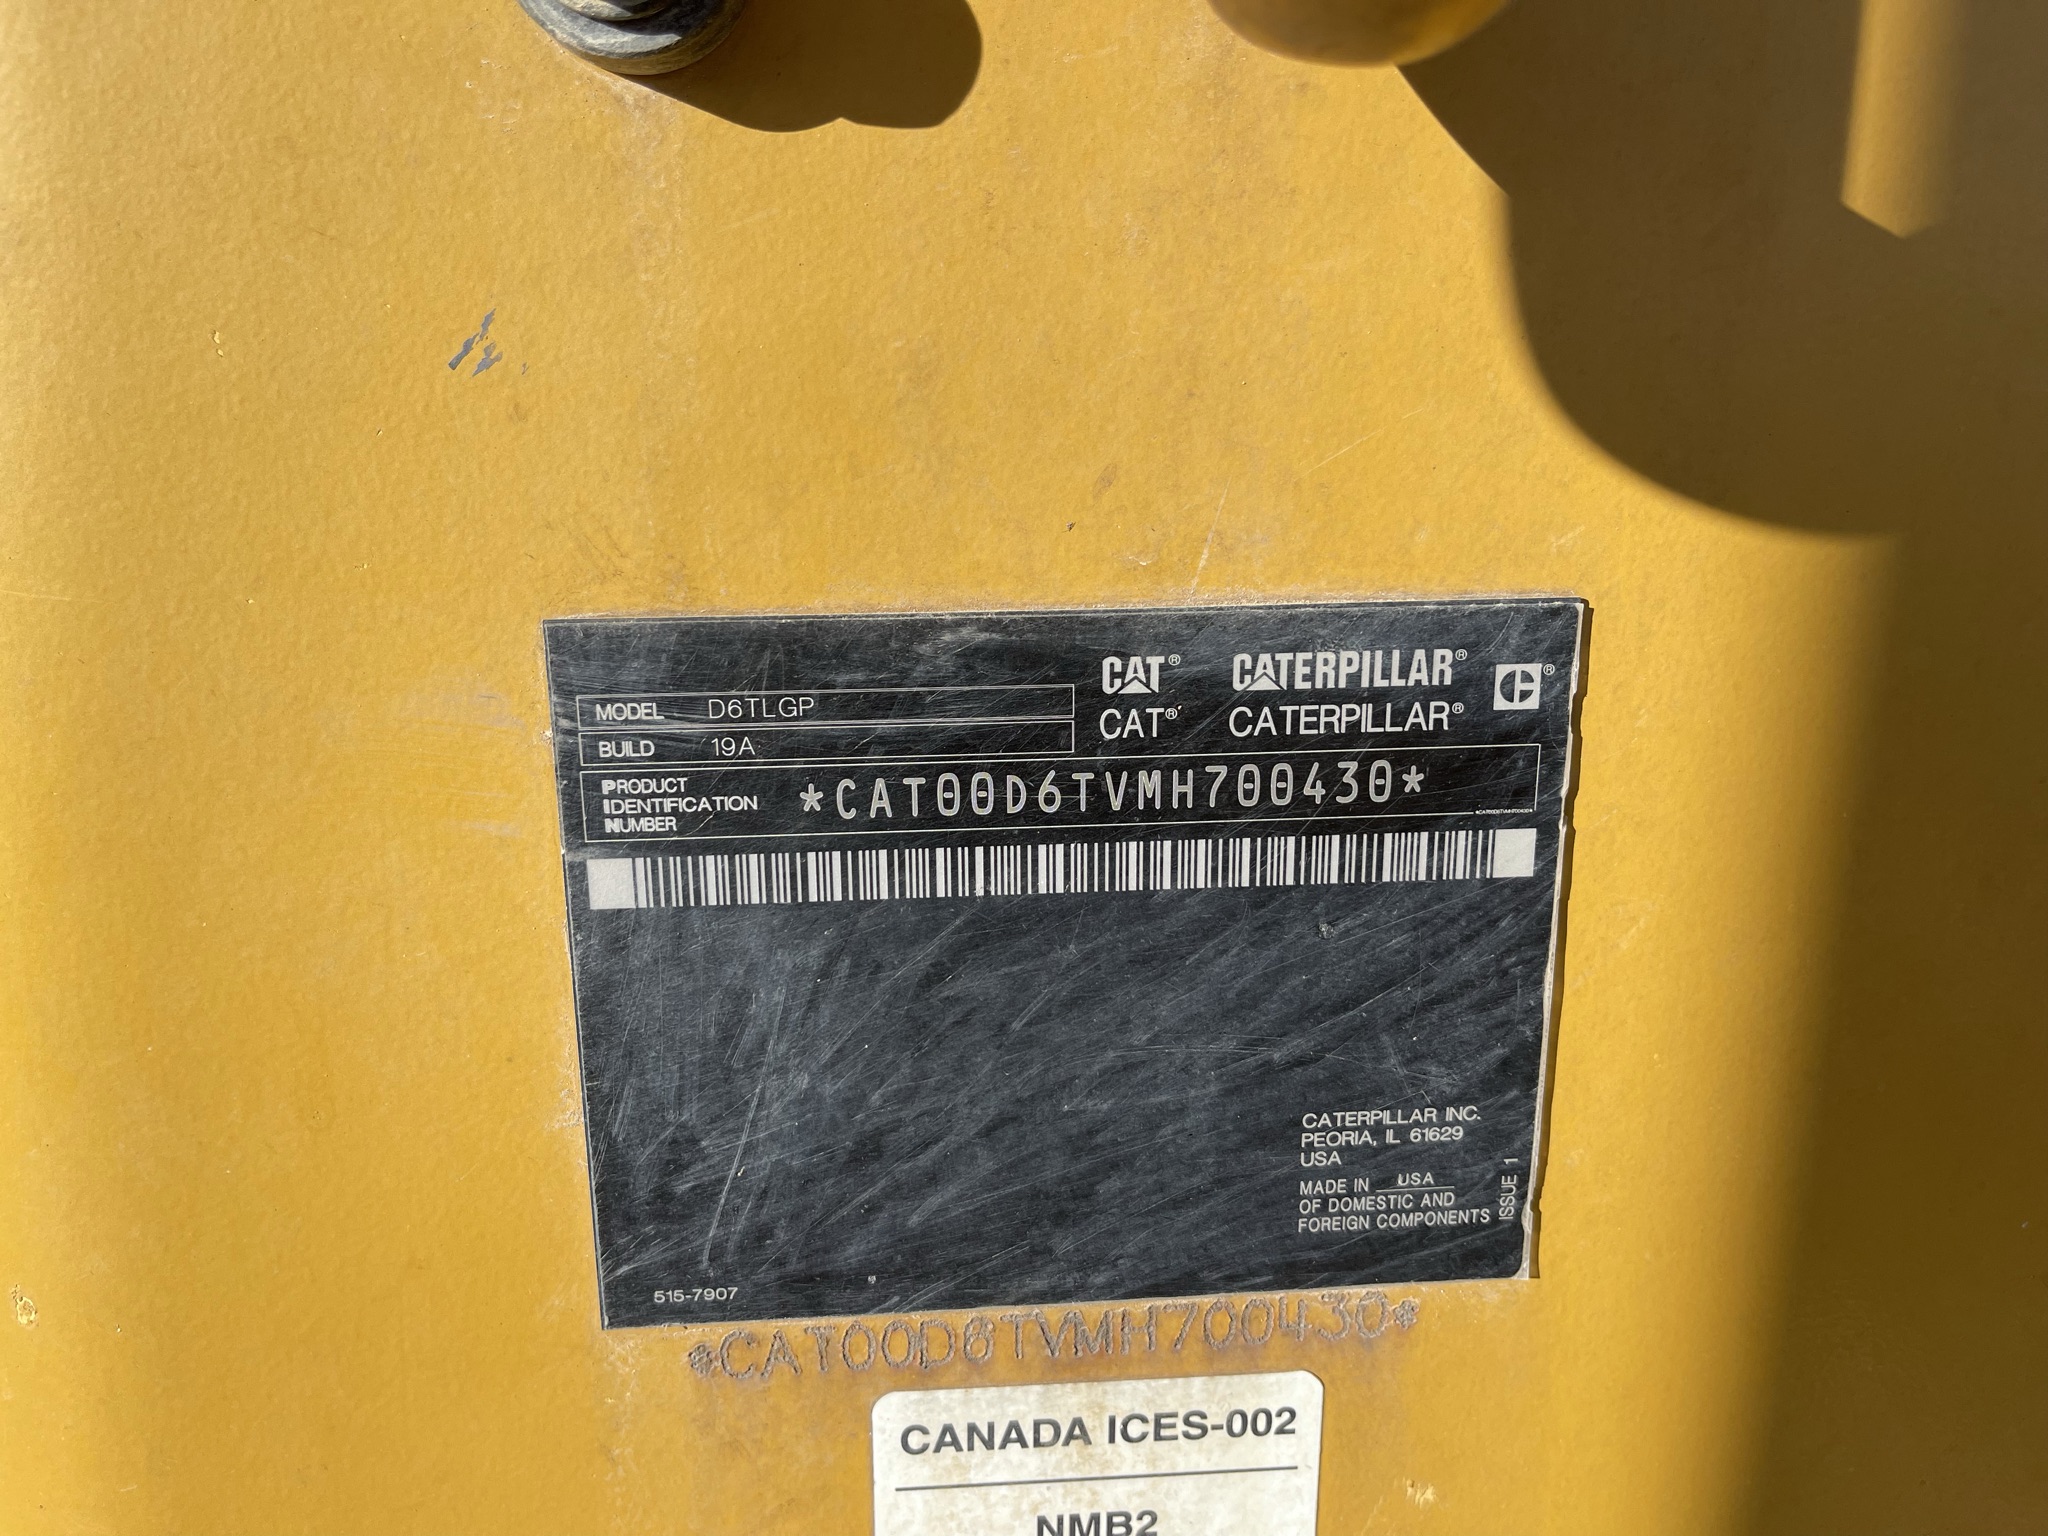 CAT® CATERPILLAR®
CAT® CATERPILLAR®
MODEL D6TLGP
BUILD 19A
PRODUCT IDENTIFICATION NUMBER *CAT00D6TVMH700430*
*CAT00D6TVMH700430*
CATERPILLAR INC.
PEORIA, IL 61629
USA
MADE IN USA
OF DOMESTIC AND
FOREIGN COMPONENTS
ISSUE 1
515-7907
*CAT00D6TVMH700430*
CANADA ICES-002
NMB2